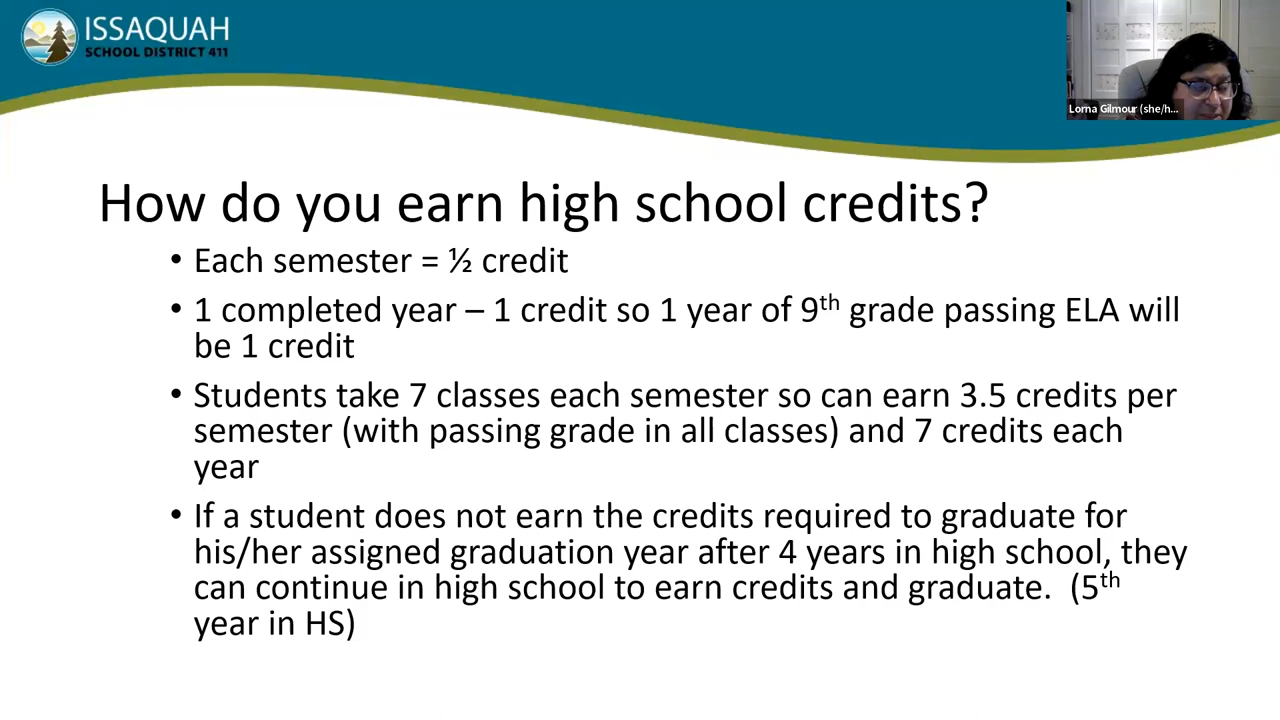 ISSAQUAH
SCHOOL DISTRICT 411
Lorna Gilmour (she/h...
How do you earn high school credits?
• Each semester = ½ credit
• 1 completed year – 1 credit so 1 year of 9th grade passing ELA will
be 1 credit
• Students take 7 classes each semester so can earn 3.5 credits per
semester (with passing grade in all classes) and 7 credits each
year
• If a student does not earn the credits required to graduate for
his/her assigned graduation year after 4 years in high school, they
can continue in high school to earn credits and graduate.  (5th
year in HS)